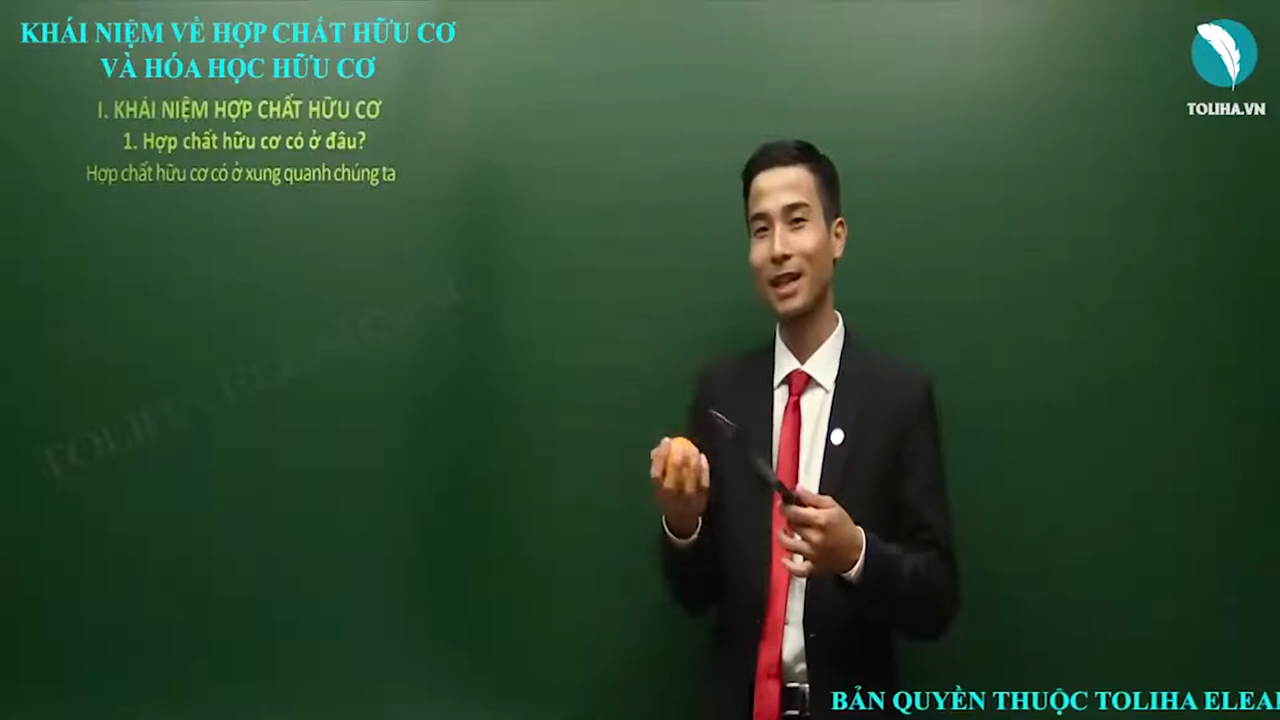 KHÁI NIỆM VỀ HỢP CHẤT HỮU CƠ
VÀ HÓA HỌC HỮU CƠ
I. KHÁI NIỆM HỢP CHẤT HỮU CƠ
1. Hợp chất hữu cơ có ở đâu?
Hợp chất hữu cơ có ở xung quanh chúng ta
TOLIHA.VN
BẢN QUYỀN THUỘC TOLIHA